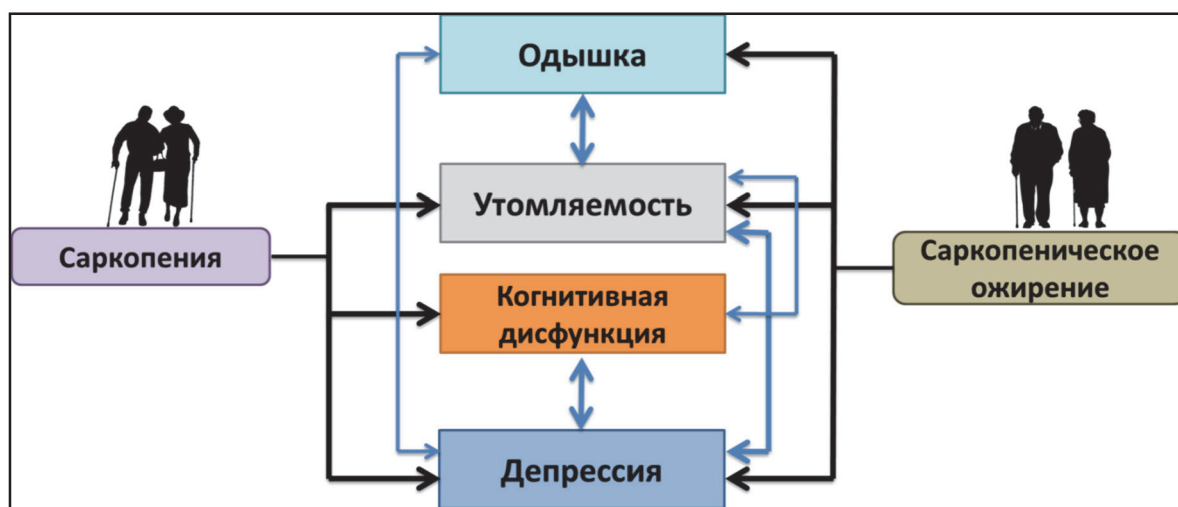 Одышка
Утомляемость
Саркопения
Саркопеническое
ожирение
Когнитивная
дисфункция
Депрессия